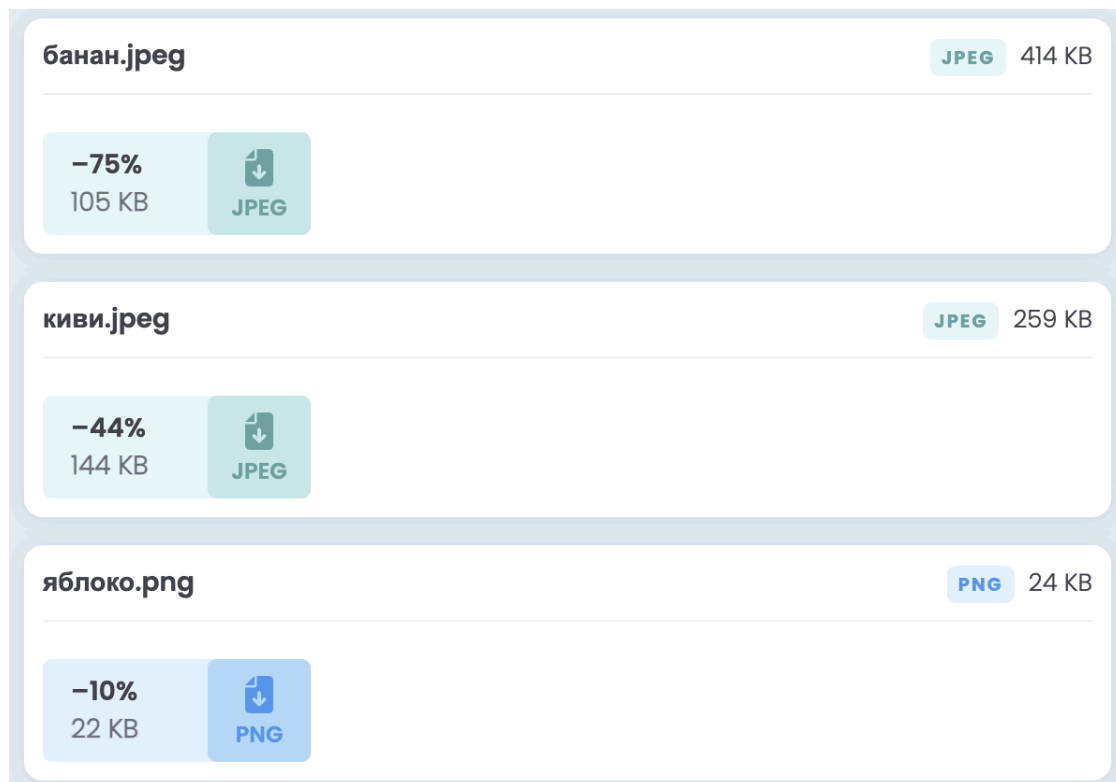 банан.jpeg JPEG 414 KB
–75%
105 KB
JPEG
киви.jpeg JPEG 259 KB
–44%
144 KB
JPEG
яблоко.png PNG 24 KB
–10%
22 KB
PNG